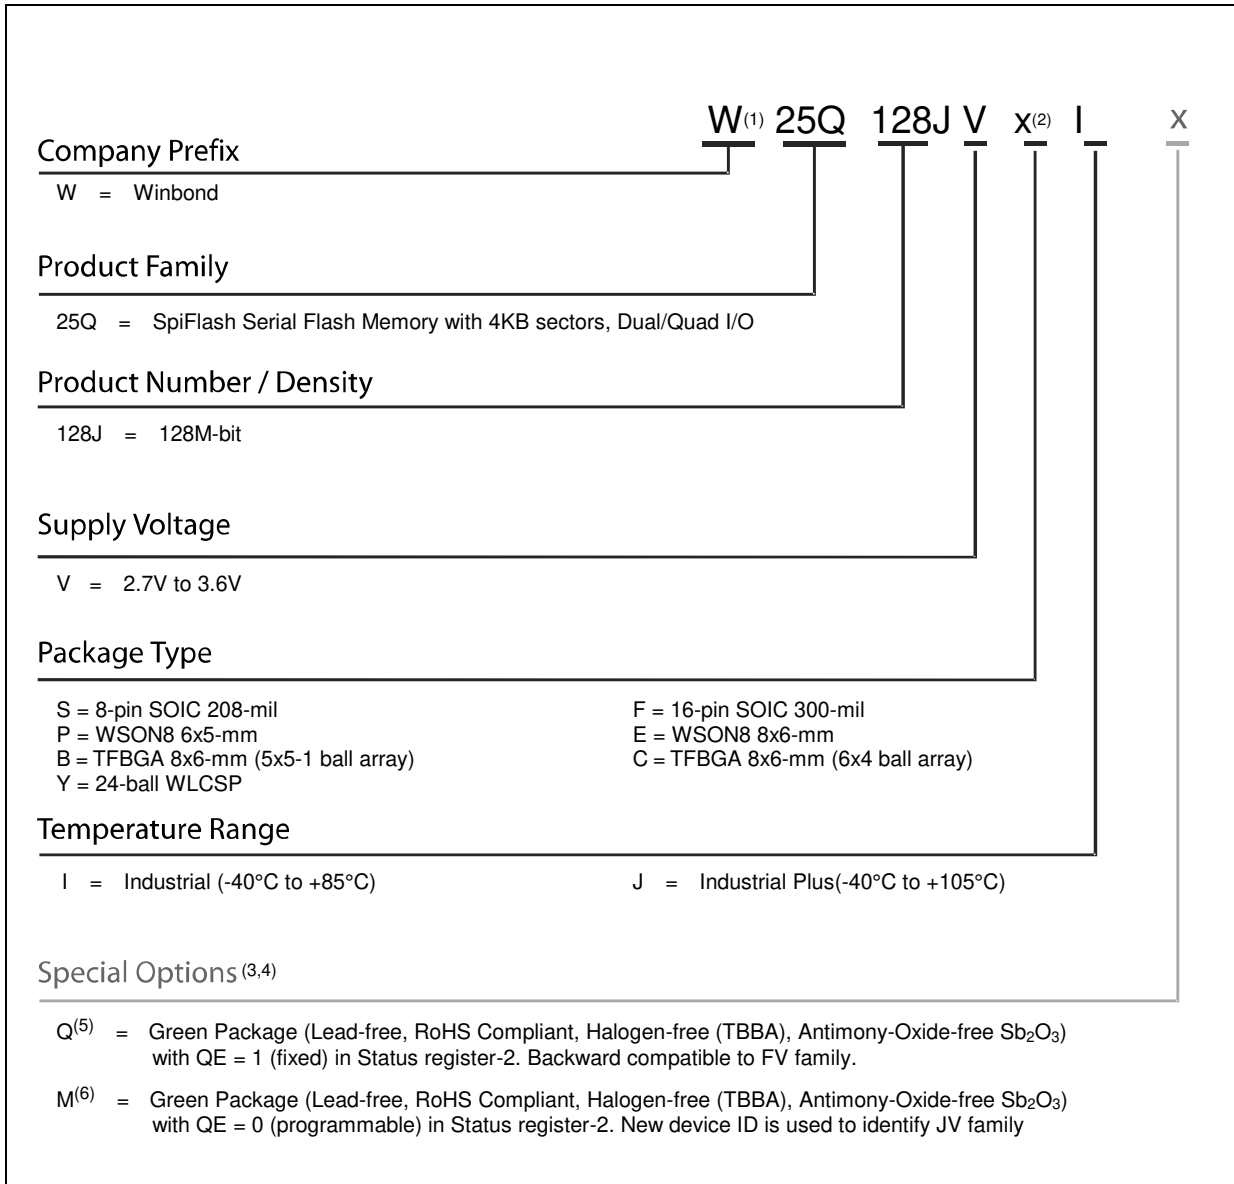 W(1) 25Q 128J V x(2) I x
Company Prefix
W = Winbond
Product Family
25Q = SpiFlash Serial Flash Memory with 4KB sectors, Dual/Quad I/O
Product Number / Density
128J = 128M-bit
Supply Voltage
V = 2.7V to 3.6V
Package Type
S = 8-pin SOIC 208-mil F = 16-pin SOIC 300-mil
P = WSON8 6x5-mm E = WSON8 8x6-mm
B = TFBGA 8x6-mm (5x5-1 ball array) C = TFBGA 8x6-mm (6x4 ball array)
Y = 24-ball WLCSP
Temperature Range
I = Industrial (-40°C to +85°C) J = Industrial Plus(-40°C to +105°C)
Special Options (3,4)
Q(5) = Green Package (Lead-free, RoHS Compliant, Halogen-free (TBBA), Antimony-Oxide-free Sb₂O₃)
with QE = 1 (fixed) in Status register-2. Backward compatible to FV family.
M(6) = Green Package (Lead-free, RoHS Compliant, Halogen-free (TBBA), Antimony-Oxide-free Sb₂O₃)
with QE = 0 (programmable) in Status register-2. New device ID is used to identify JV family